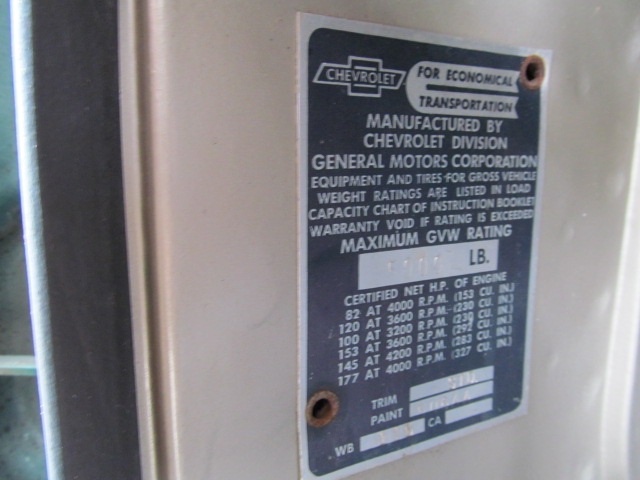 CHEVROLET
FOR ECONOMICAL
TRANSPORTATION
MANUFACTURED BY
CHEVROLET DIVISION
GENERAL MOTORS CORPORATION
EQUIPMENT AND TIRES FOR GROSS VEHICLE
WEIGHT RATINGS ARE LISTED IN LOAD
CAPACITY CHART OF INSTRUCTION BOOKLET
WARRANTY VOID IF RATING IS EXCEEDED
MAXIMUM GVW RATING
LB.
CERTIFIED NET H.P. OF ENGINE
82 AT 4000 R.P.M. (153 CU. IN.)
120 AT 3600 R.P.M. (230 CU. IN.)
100 AT 3200 R.P.M. (230 CU. IN.)
153 AT 3600 R.P.M. (292 CU. IN.)
145 AT 4200 R.P.M. (283 CU. IN.)
177 AT 4000 R.P.M. (327 CU. IN.)
TRIM
PAINT
WB CA